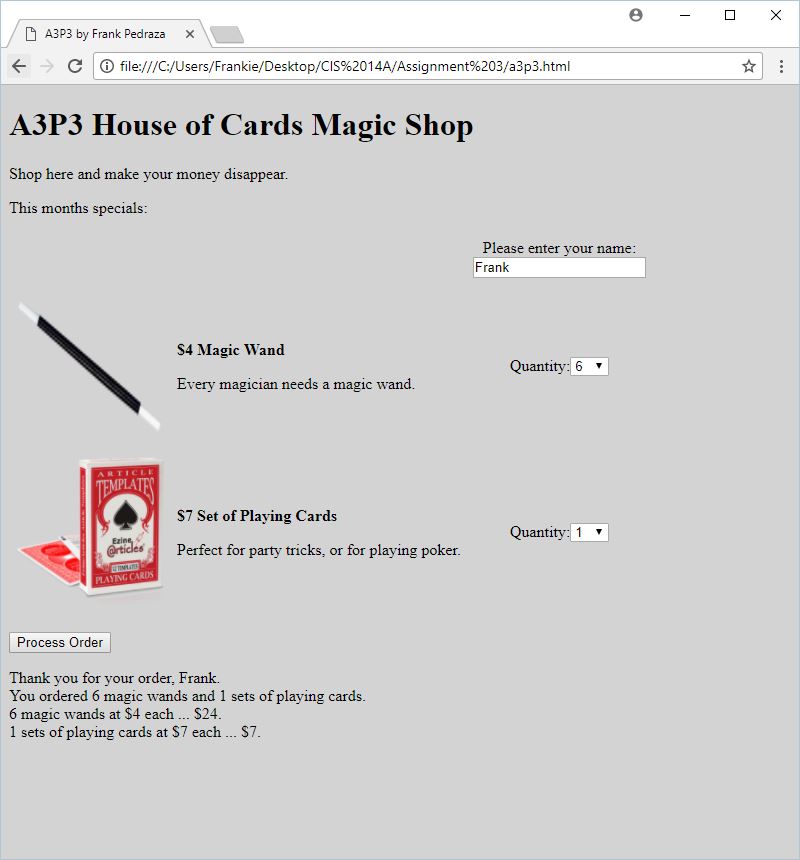 A3P3 by Frank Pedraza
file:///C:/Users/Frankie/Desktop/CIS%2014A/Assignment%203/a3p3.html
A3P3 House of Cards Magic Shop
Shop here and make your money disappear.
This months specials:
Please enter your name:
Frank
$4 Magic Wand
Every magician needs a magic wand.
Quantity: 6
ARTICLE
TEMPLATES
Ezine
@rticles
12 TEMPLATES
PLAYING CARDS
$7 Set of Playing Cards
Perfect for party tricks, or for playing poker.
Quantity: 1
Process Order
Thank you for your order, Frank.
You ordered 6 magic wands and 1 sets of playing cards.
6 magic wands at $4 each ... $24.
1 sets of playing cards at $7 each ... $7.